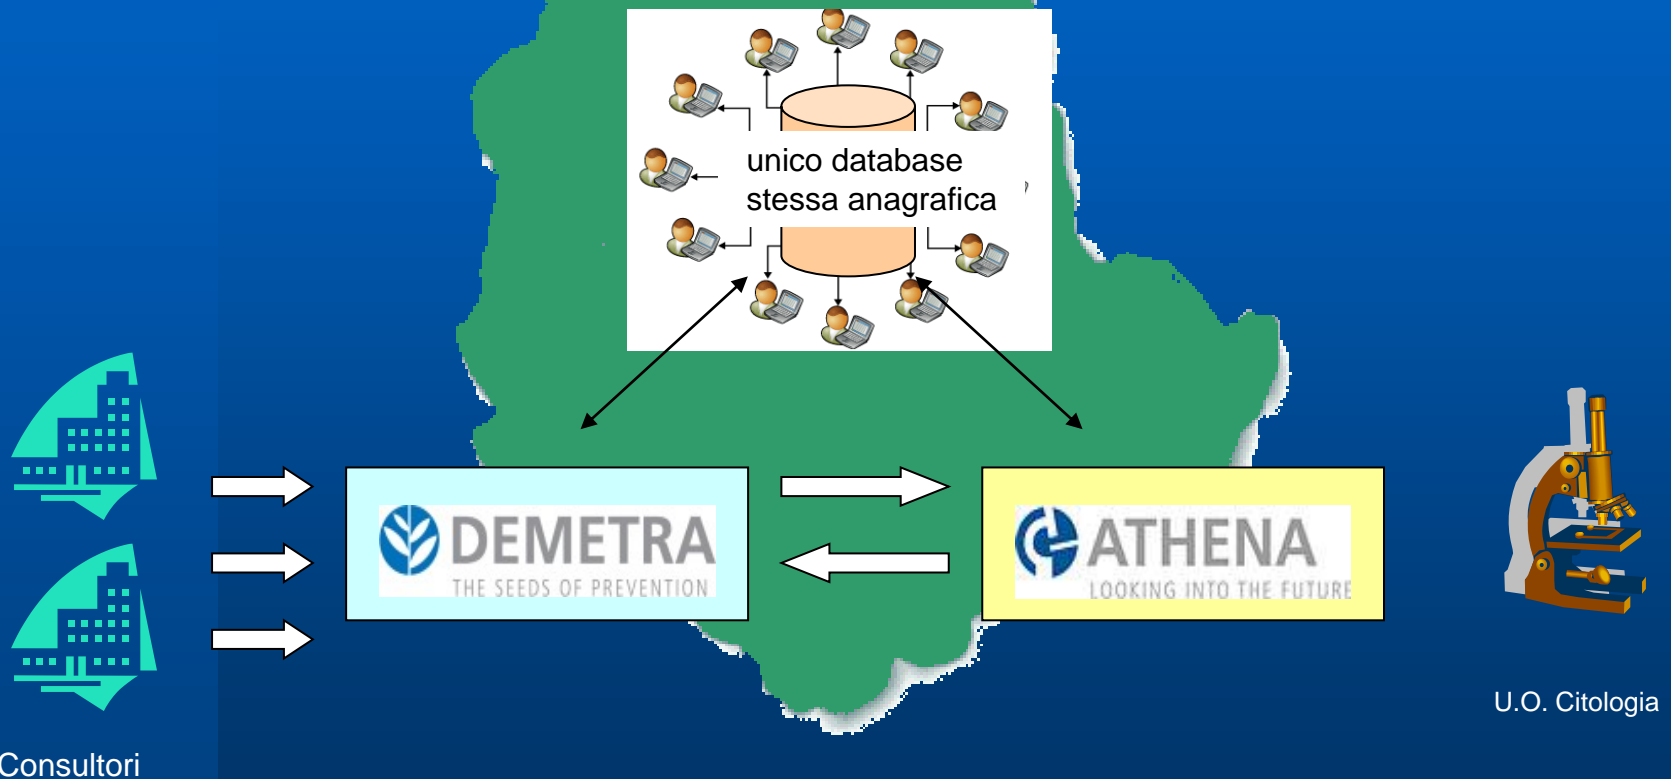 unico database
stessa anagrafica
DEMETRA
THE SEEDS OF PREVENTION
ATHENA
LOOKING INTO THE FUTURE
U.O. Citologia
Consultori